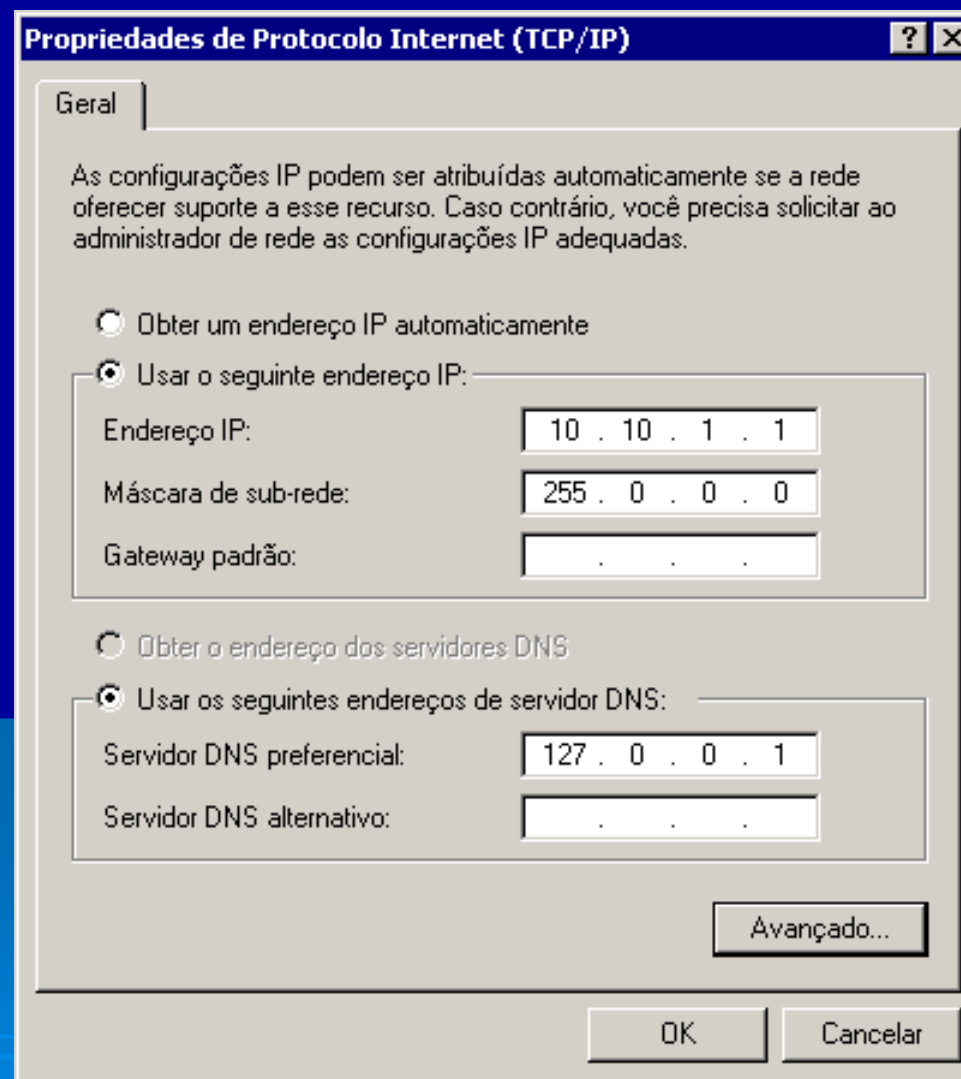 Propriedades de Protocolo Internet (TCP/IP)
Geral
As configurações IP podem ser atribuídas automaticamente se a rede
oferecer suporte a esse recurso. Caso contrário, você precisa solicitar ao
administrador de rede as configurações IP adequadas.
Obter um endereço IP automaticamente
Usar o seguinte endereço IP:
Endereço IP: 10 . 10 . 1 . 1
Máscara de sub-rede: 255 . 0 . 0 . 0
Gateway padrão: . . .
Obter o endereço dos servidores DNS
Usar os seguintes endereços de servidor DNS:
Servidor DNS preferencial: 127 . 0 . 0 . 1
Servidor DNS alternativo: . . .
Avançado...
OK Cancelar